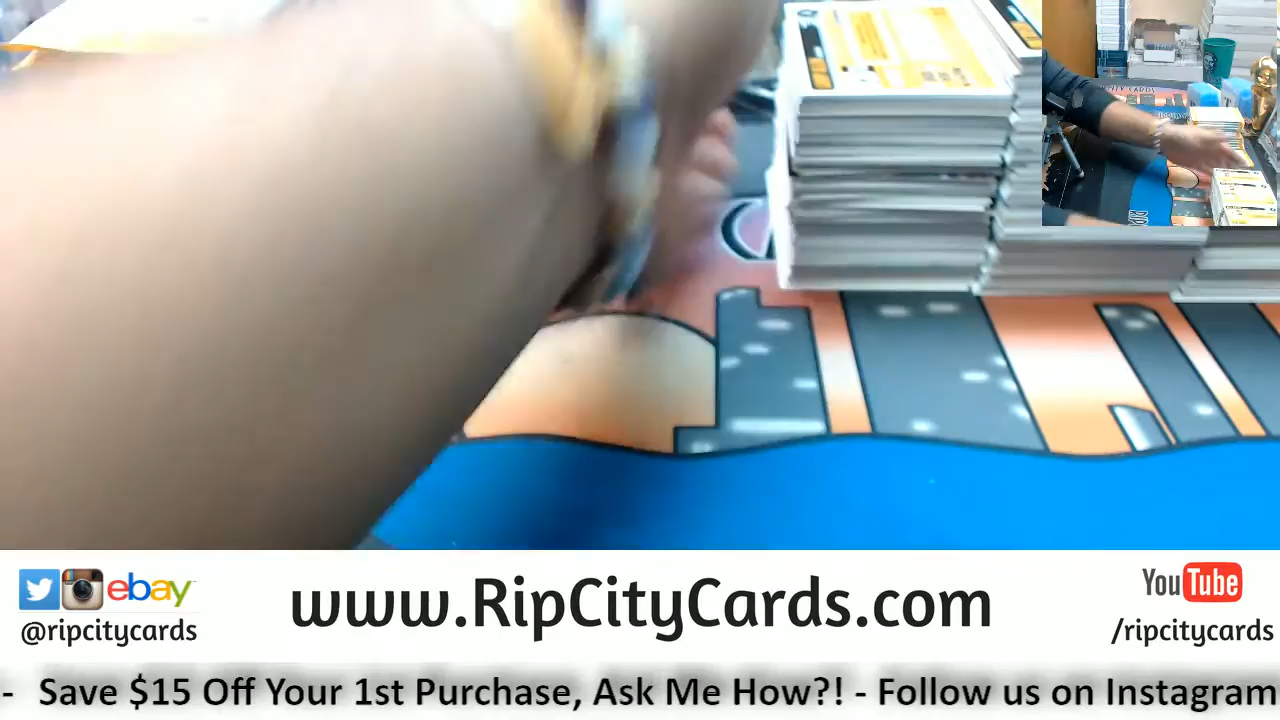 ebay
@ripcitycards
www.RipCityCards.com
YouTube
/ripcitycards
- Save $15 Off Your 1st Purchase, Ask Me How?! - Follow us on Instagram